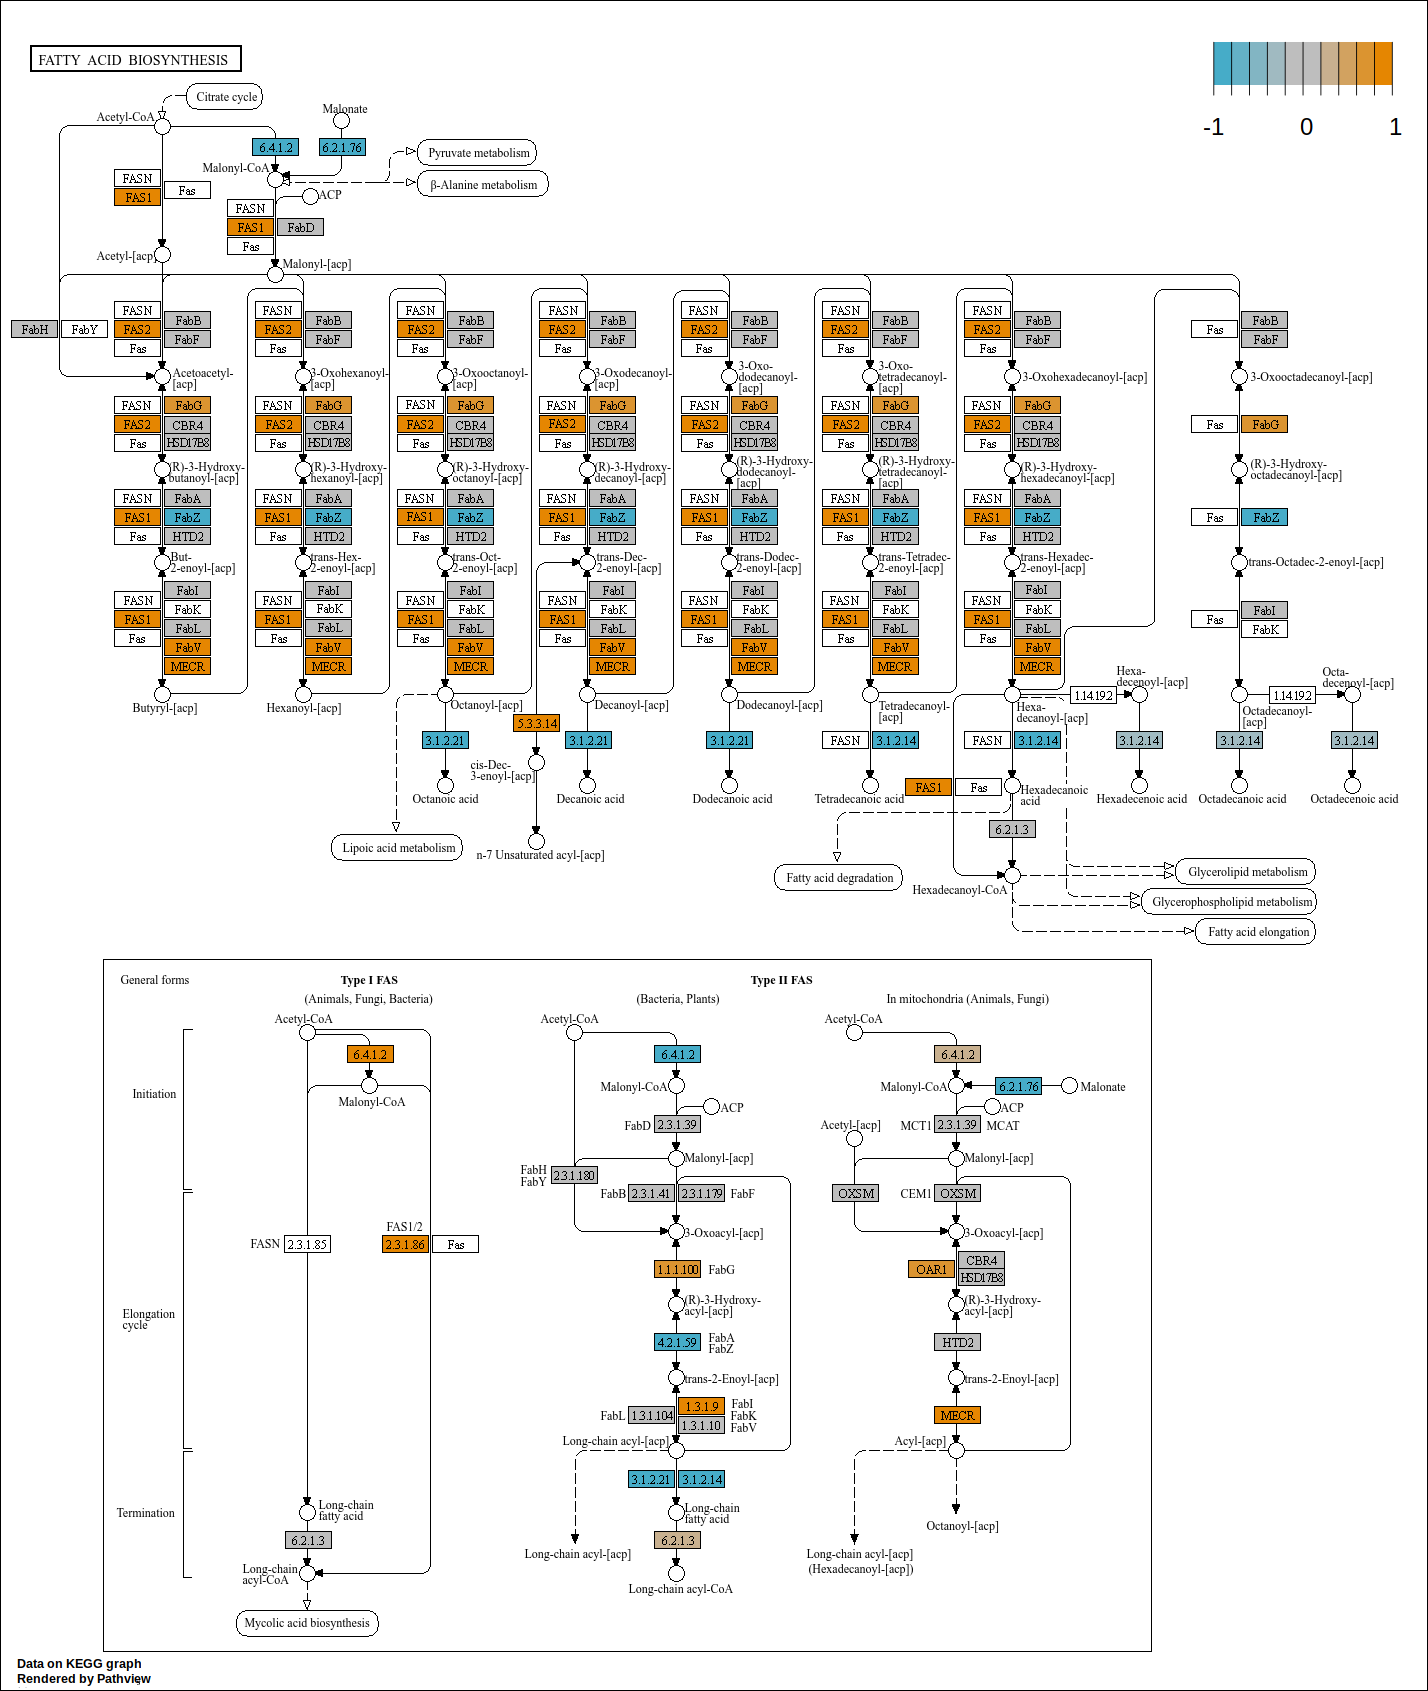 FATTY ACID BIOSYNTHESIS
-1 0 1
Citrate cycle
Acetyl-CoA
Malonate
6.4.1.2
6.2.1.76
Pyruvate metabolism
Malonyl-CoA
β-Alanine metabolism
FASN
FAS1
Fas
ACP
FASN
FAS1
FabD
Fas
Acetyl-[acp]
Malonyl-[acp]
FASN FASN FASN FASN FASN FASN FASN
FabB FabB FabB FabB FabB FabB FabB FabB
FabH FabY FAS2 FAS2 FAS2 FAS2 FAS2 FAS2 FAS2 Fas
FabF FabF FabF FabF FabF FabF FabF FabF
Fas Fas Fas Fas Fas Fas Fas
Acetoacetyl-
[acp]
3-Oxohexanoyl-
[acp]
3-Oxooctanoyl-
[acp]
3-Oxodecanoyl-
[acp]
3-Oxo-
dodecanoyl-
[acp]
3-Oxo-
tetradecanoyl-
[acp]
3-Oxohexadecanoyl-[acp]
3-Oxooctadecanoyl-[acp]
FASN FabG FASN FabG FASN FabG FASN FabG FASN FabG FASN FabG FASN FabG
FAS2 CBR4 FAS2 CBR4 FAS2 CBR4 FAS2 CBR4 FAS2 CBR4 FAS2 CBR4 FAS2 CBR4 Fas FabG
Fas HSD17B8 Fas HSD17B8 Fas HSD17B8 Fas HSD17B8 Fas HSD17B8 Fas HSD17B8 Fas HSD17B8
(R)-3-Hydroxy-
butanoyl-[acp]
(R)-3-Hydroxy-
hexanoyl-[acp]
(R)-3-Hydroxy-
octanoyl-[acp]
(R)-3-Hydroxy-
decanoyl-[acp]
(R)-3-Hydroxy-
dodecanoyl-
[acp]
(R)-3-Hydroxy-
tetradecanoyl-
[acp]
(R)-3-Hydroxy-
hexadecanoyl-[acp]
(R)-3-Hydroxy-
octadecanoyl-[acp]
FASN FabA FASN FabA FASN FabA FASN FabA FASN FabA FASN FabA FASN FabA
FAS1 FabZ FAS1 FabZ FAS1 FabZ FAS1 FabZ FAS1 FabZ FAS1 FabZ FAS1 FabZ Fas FabZ
Fas HTD2 Fas HTD2 Fas HTD2 Fas HTD2 Fas HTD2 Fas HTD2 Fas HTD2
But-
2-enoyl-[acp]
trans-Hex-
2-enoyl-[acp]
trans-Oct-
2-enoyl-[acp]
trans-Dec-
2-enoyl-[acp]
trans-Dodec-
2-enoyl-[acp]
trans-Tetradec-
2-enoyl-[acp]
trans-Hexadec-
2-enoyl-[acp]
trans-Octadec-2-enoyl-[acp]
FabI FabI FabI FabI FabI FabI FabI
FASN FabK FASN FabK FASN FabK FASN FabK FASN FabK FASN FabK FASN FabK FabI
FAS1 FabL FAS1 FabL FAS1 FabL FAS1 FabL FAS1 FabL FAS1 FabL FAS1 FabL Fas FabK
Fas FabV Fas FabV Fas FabV Fas FabV Fas FabV Fas FabV Fas FabV
MECR MECR MECR MECR MECR MECR MECR
Butyryl-[acp]
Hexanoyl-[acp]
Octanoyl-[acp]
Decanoyl-[acp]
Dodecanoyl-[acp]
Tetradecanoyl-
[acp]
Hexa-
decanoyl-[acp]
1.14.19.2
Hexa-
decenoyl-[acp]
Octadecanoyl-
[acp]
1.14.19.2
Octa-
decenoyl-[acp]
5.3.3.14
3.1.2.21 3.1.2.21 3.1.2.21 FASN 3.1.2.14 FASN 3.1.2.14 3.1.2.14 3.1.2.14 3.1.2.14
cis-Dec-
3-enoyl-[acp]
FAS1 Fas
Octanoic acid
Decanoic acid
Dodecanoic acid
Tetradecanoic acid
Hexadecanoic
acid
Hexadecenoic acid
Octadecanoic acid
Octadecenoic acid
6.2.1.3
Lipoic acid metabolism
n-7 Unsaturated acyl-[acp]
Fatty acid degradation
Hexadecanoyl-CoA
Glycerolipid metabolism
Glycerophospholipid metabolism
Fatty acid elongation
General forms
Type I FAS
(Animals, Fungi, Bacteria)
Type II FAS
(Bacteria, Plants)
In mitochondria (Animals, Fungi)
Initiation
Elongation
cycle
Termination
Acetyl-CoA
6.4.1.2
Malonyl-CoA
FASN 2.3.1.85
FAS1/2
2.3.1.86 Fas
Long-chain
fatty acid
6.2.1.3
Long-chain
acyl-CoA
Mycolic acid biosynthesis
Acetyl-CoA
6.4.1.2
Malonyl-CoA
ACP
FabD 2.3.1.39
Malonyl-[acp]
FabH
FabY
2.3.1.180
FabB 2.3.1.41 2.3.1.179 FabF
3-Oxoacyl-[acp]
1.1.1.100 FabG
(R)-3-Hydroxy-
acyl-[acp]
4.2.1.59
FabA
FabZ
trans-2-Enoyl-[acp]
FabL 1.3.1.104
1.3.1.9
1.3.1.10
FabI
FabK
FabV
Long-chain acyl-[acp]
3.1.2.21 3.1.2.14
Long-chain
fatty acid
6.2.1.3
Long-chain acyl-[acp]
Long-chain acyl-CoA
Acetyl-CoA
6.4.1.2
Malonyl-CoA
6.2.1.76
Malonate
ACP
Acetyl-[acp]
MCT1 2.3.1.39 MCAT
Malonyl-[acp]
OXSM
CEM1 OXSM
3-Oxoacyl-[acp]
OAR1
CBR4
HSD17B8
(R)-3-Hydroxy-
acyl-[acp]
HTD2
trans-2-Enoyl-[acp]
MECR
Acyl-[acp]
Octanoyl-[acp]
Long-chain acyl-[acp]
(Hexadecanoyl-[acp])
Data on KEGG graph
Rendered by Pathview